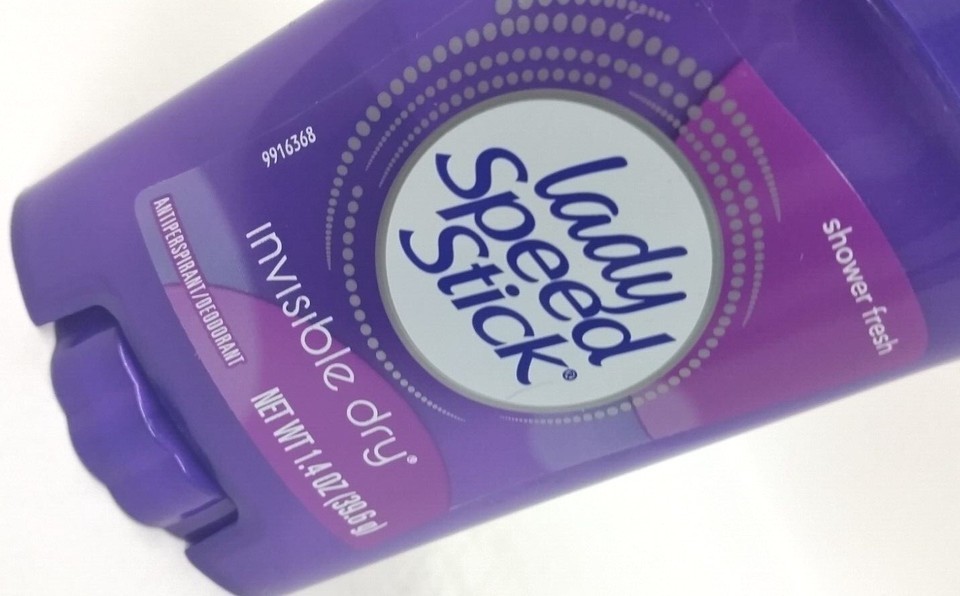 shower fresh
lady
Speed
Stick®
invisible dry®
9916368
ANTIPERSPIRANT/DEODORANT
NET WT 1.4 OZ (39.6 g)